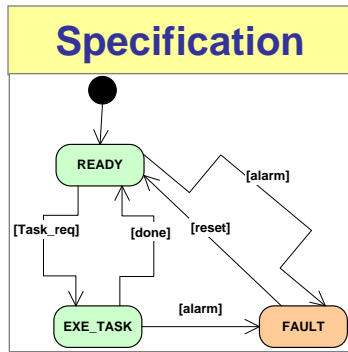 Specification
READY
[alarm]
[Task_req]
[done]
[reset]
[alarm]
EXE_TASK
FAULT